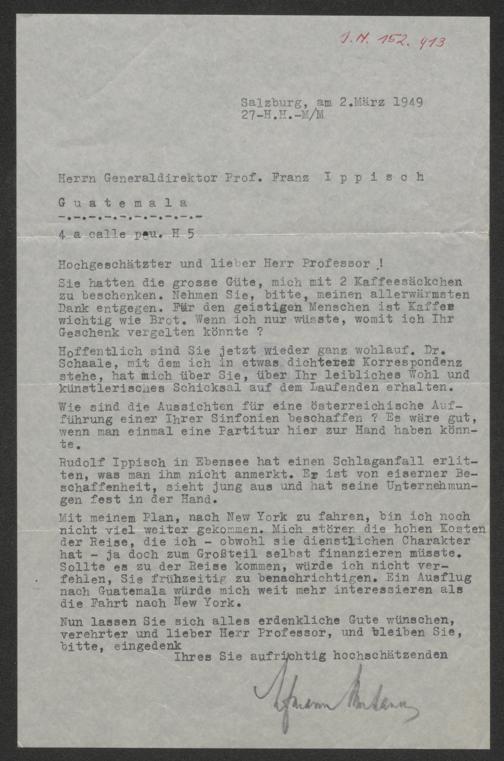 J.N. 152.413
Salzburg, am 2.März 1949
27-H.H.-M/M
Herrn Generaldirektor Prof. Franz I p p i s c h
G u a t e m a l a
-.-.-.-.-.-.-.-.-.-
4 a calle pau. H 5
Hochgeschätzter und lieber Herr Professor !
Sie hatten die grosse Güte, mich mit 2 Kaffeesäckchen
zu beschenken. Nehmen Sie, bitte, meinen allerwärmsten
Dank entgegen. Für den geistigen Menschen ist Kaffee
wichtig wie Brot. Wenn ich nur wüsste, womit ich Ihr
Geschenk vergelten könnte ?
Hoffentlich sind Sie jetzt wieder ganz wohlauf. Dr.
Schaale, mit dem ich in etwas dichterer Korrespondenz
stehe, hat mich über Sie, über Ihr leibliches Wohl und
künstlerisches Schicksal auf dem Laufenden erhalten.
Wie sind die Aussichten für eine österreichische Auf-
führung einer Ihrer Sinfonien beschaffen ? Es wäre gut,
wenn man einmal eine Partitur hier zur Hand haben könn-
te.
Rudolf Ippisch in Ebensee hat einen Schlaganfall erlit-
ten, was man ihm nicht anmerkt. Er ist von eiserner Be-
schaffenheit, sieht jung aus und hat seine Unternehmun-
gen fest in der Hand.
Mit meinem Plan, nach New York zu fahren, bin ich noch
nicht viel weiter gekommen. Mich stören die hohen Kosten
der Reise, die ich - obwohl sie dienstlichen Charakter
hat - ja doch zum Großteil selbst finanzieren müsste.
Sollte es zu der Reise kommen, würde ich nicht ver-
fehlen, Sie frühzeitig zu benachrichtigen. Ein Ausflug
nach Guatemala würde mich weit mehr interessieren als
die Fahrt nach New York.
Nun lassen Sie sich alles erdenkliche Gute wünschen,
verehrter und lieber Herr Professor, und bleiben Sie,
bitte, eingedenk
Ihres Sie aufrichtig hochschätzenden